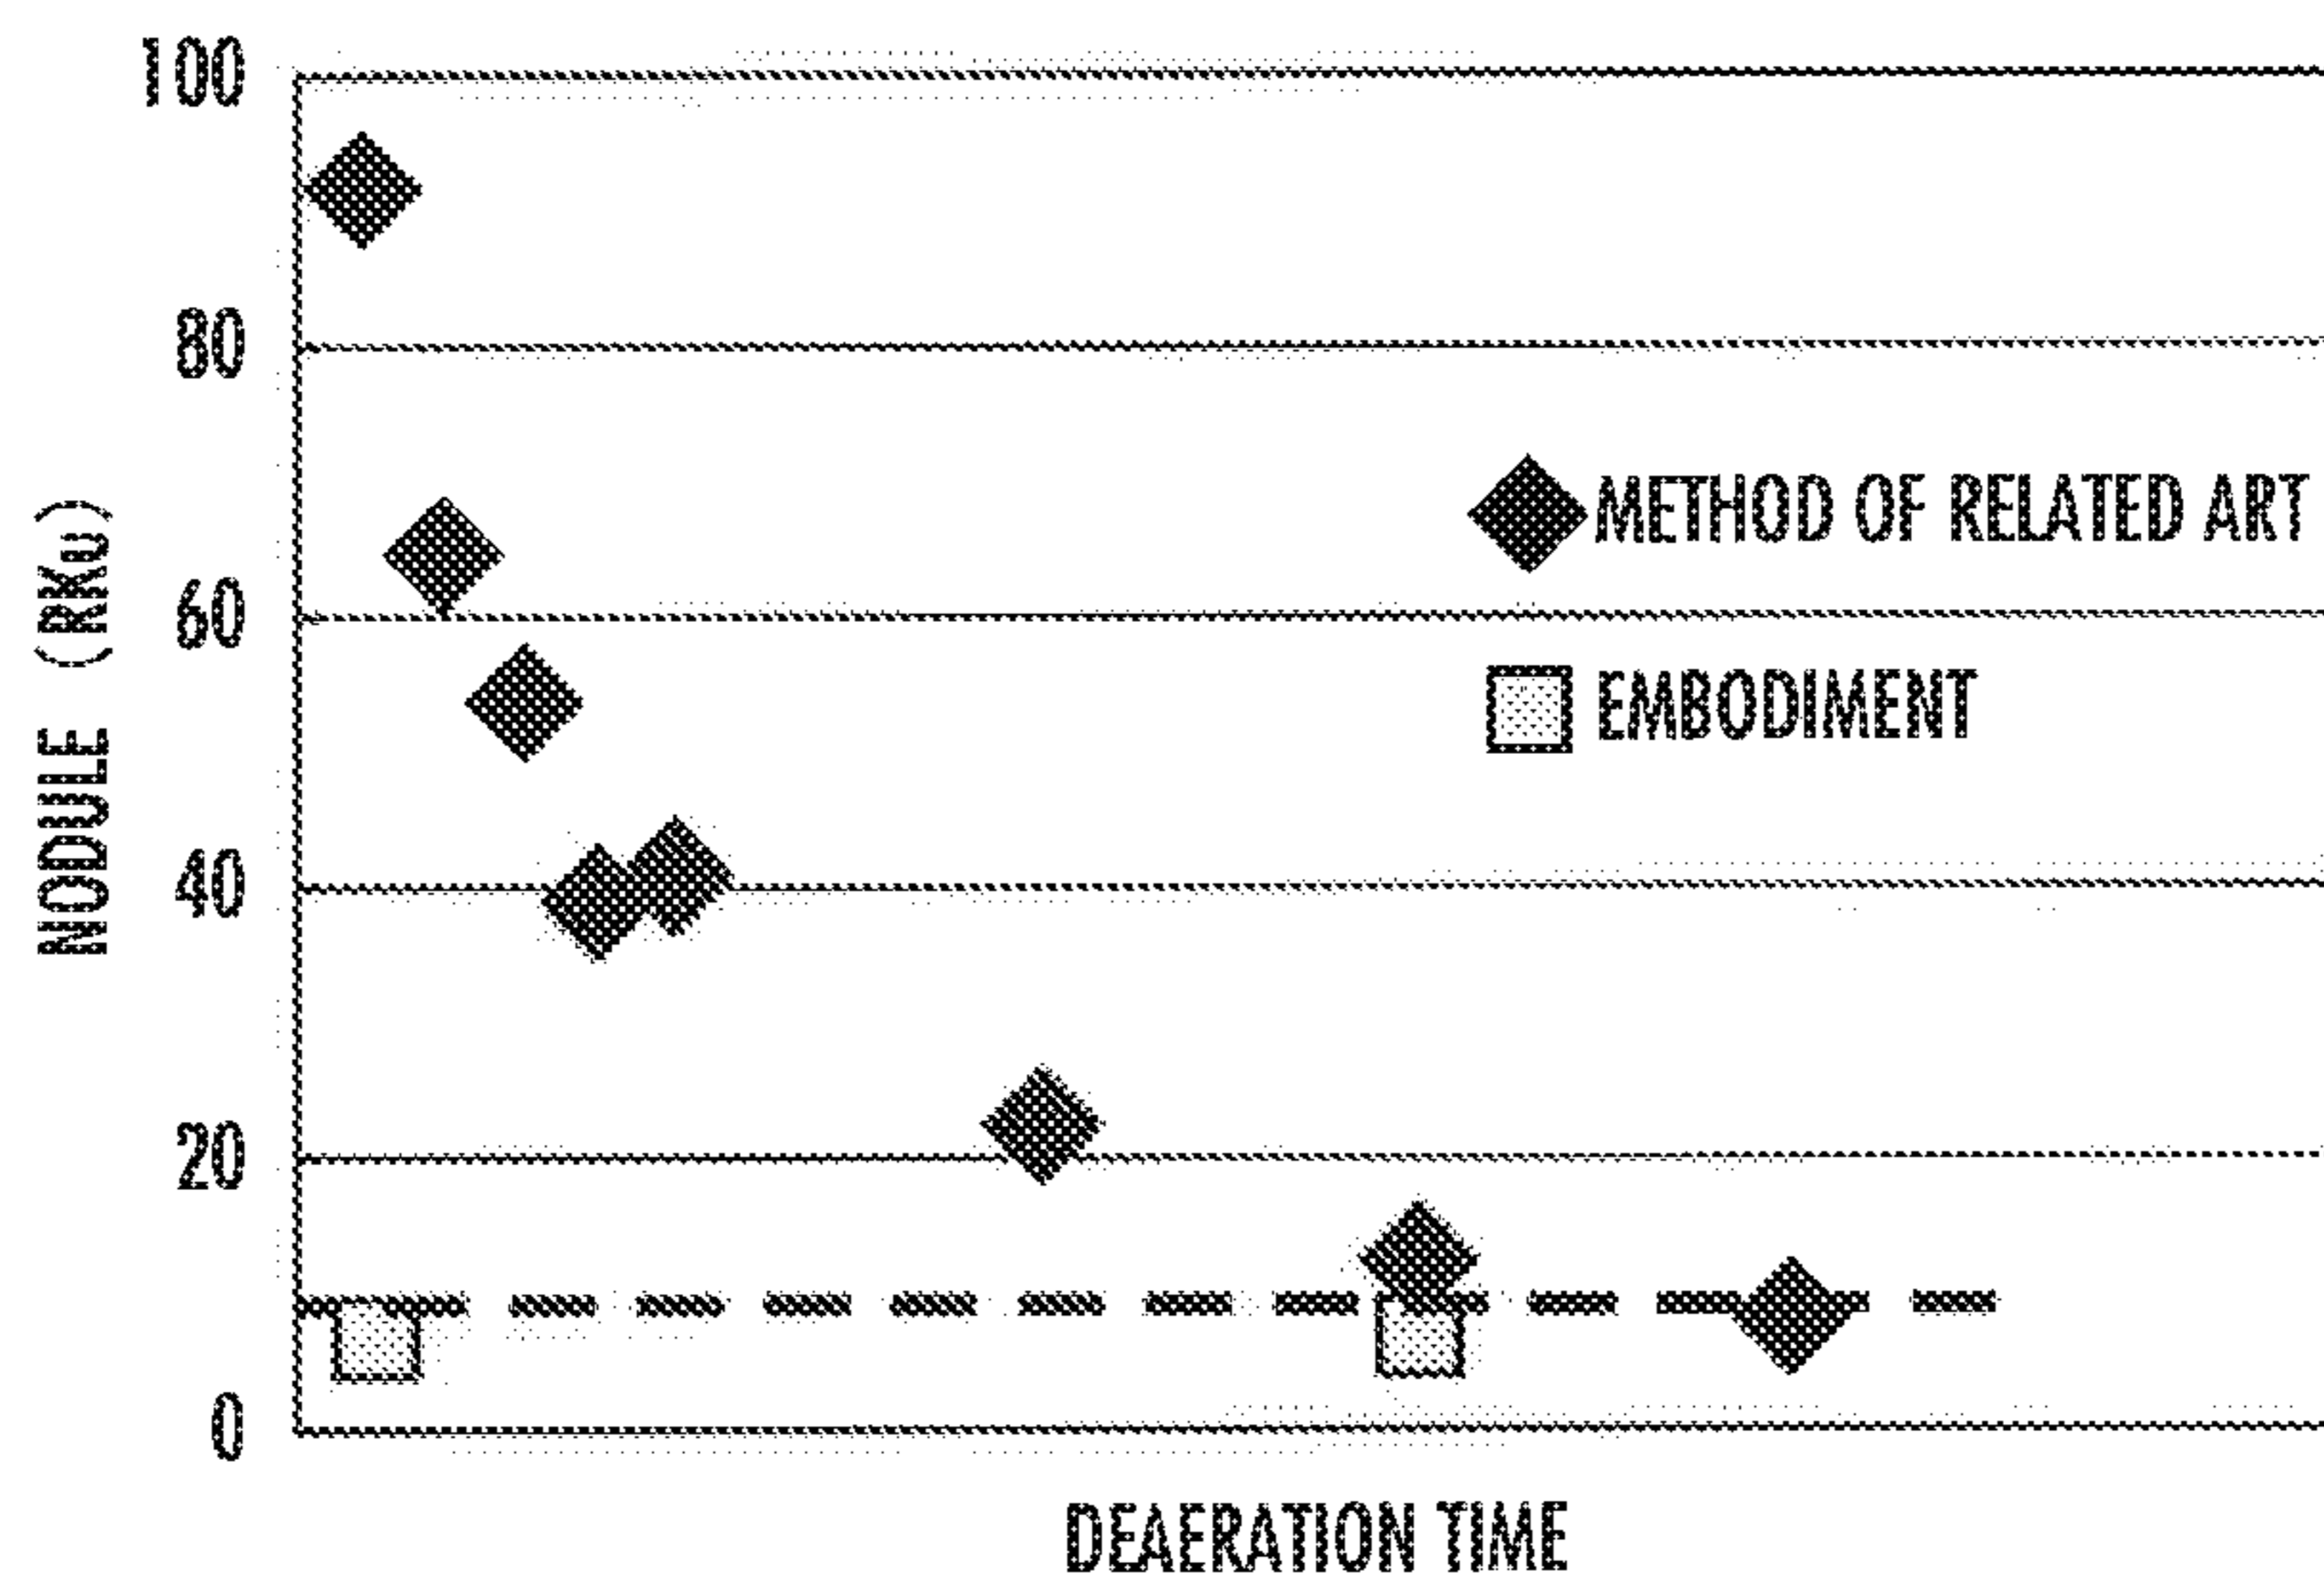 100
80
60
40
20
0
NODULE (RKu)
METHOD OF RELATED ART
EMBODIMENT
DEAERATION TIME